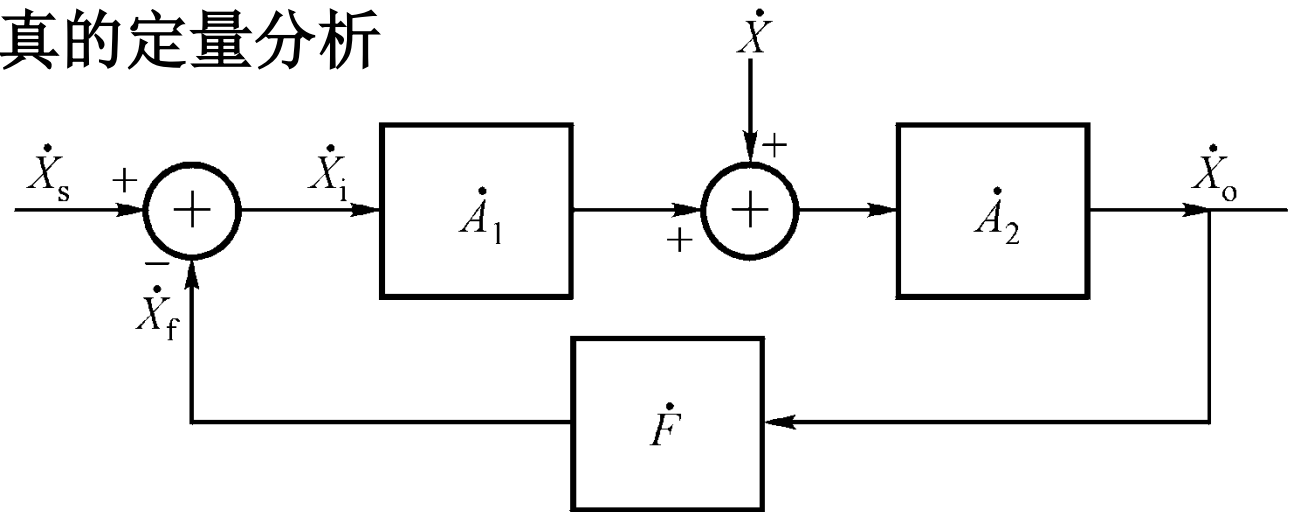 真的定量分析
Ẋ
Ẋs + + Ẋi Ȧ1 + + + Ȧ2 Ẋo
−
Ẋf
Ḟ